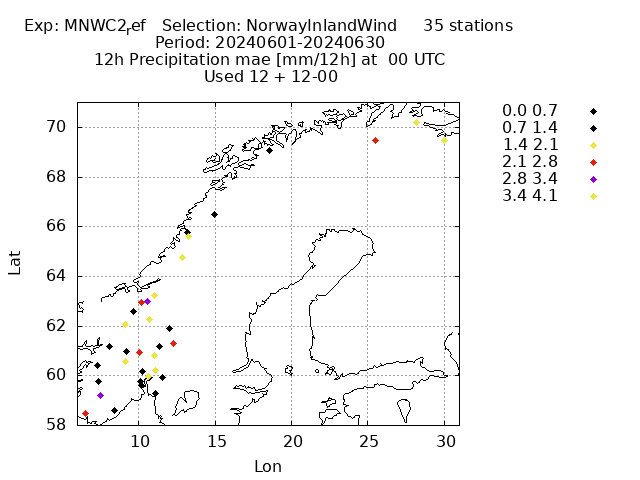 Exp: MNWC2ref   Selection: NorwayInlandWind   35 stations
Period: 20240601-20240630
12h Precipitation mae [mm/12h] at  00 UTC
Used 12 + 12-00
0.0 0.7
0.7 1.4
1.4 2.1
2.1 2.8
2.8 3.4
3.4 4.1
70
68
66
64
62
60
58
Lat
10 15 20 25 30
Lon